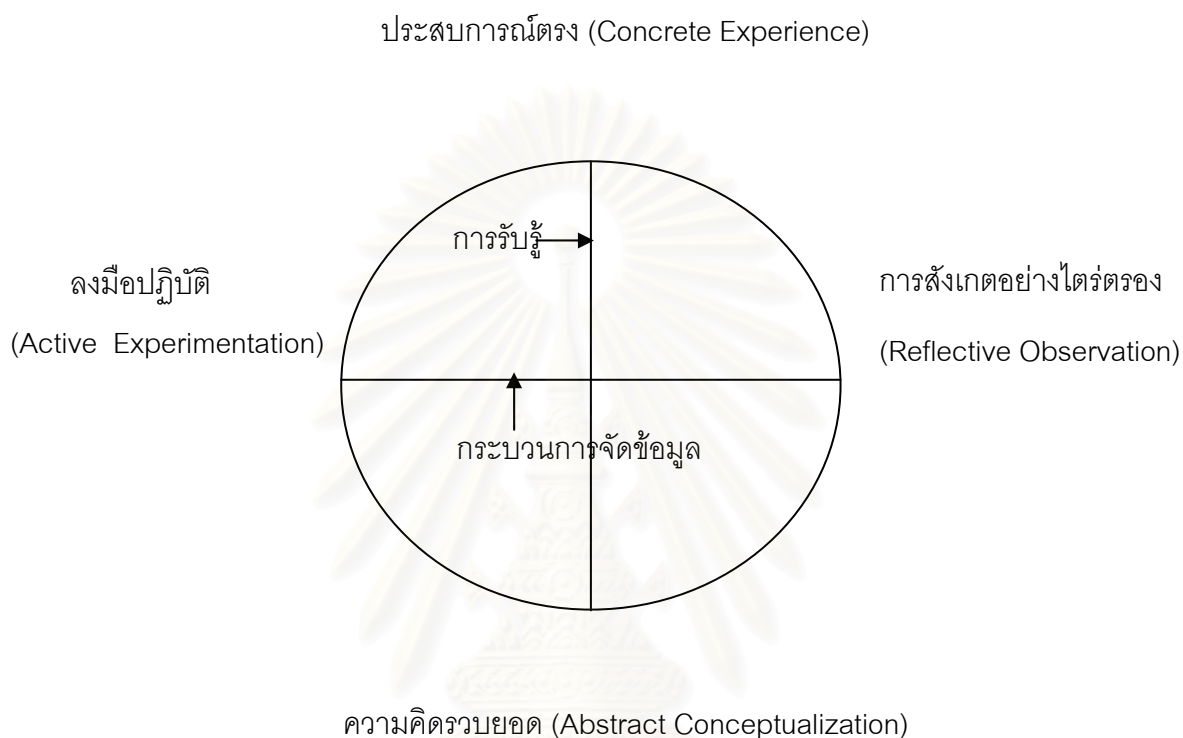 ประสบการณ์ตรง (Concrete Experience)
การรับรู้
ลงมือปฏิบัติ
(Active Experimentation)
การสังเกตอย่างไตร่ตรอง
(Reflective Observation)
กระบวนการจัดข้อมูล
ความคิดรวบยอด (Abstract Conceptualization)